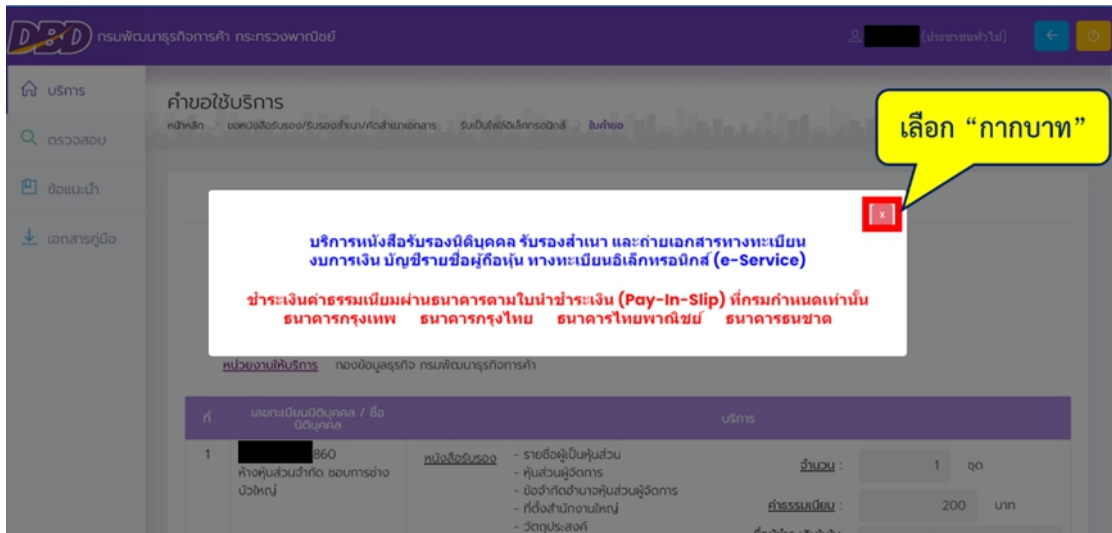 DBD กรมพัฒนาธุรกิจการค้า กระทรวงพาณิชย์
(ประชาชนทั่วไป)
บริการ
ตรวจสอบ
ข้อแนะนำ
เอกสารคู่มือ
คำขอใช้บริการ
หน้าหลัก > ขอหนังสือรับรอง/รับรองสำเนา/คัดสำเนาเอกสาร > รับเป็นไฟล์อิเล็กทรอนิกส์ > ใบคำขอ
เลือก “กากบาท”
x
บริการหนังสือรับรองนิติบุคคล รับรองสำเนา และถ่ายเอกสารทางทะเบียน
งบการเงิน บัญชีรายชื่อผู้ถือหุ้น ทางทะเบียนอิเล็กทรอนิกส์ (e-Service)
ชำระเงินค่าธรรมเนียมผ่านธนาคารตามใบนำชำระเงิน (Pay-In-Slip) ที่กรมกำหนดเท่านั้น
ธนาคารกรุงเทพ ธนาคารกรุงไทย ธนาคารไทยพาณิชย์ ธนาคารธนชาต
หน่วยงานให้บริการ กองข้อมูลธุรกิจ กรมพัฒนาธุรกิจการค้า
ที่ เลขทะเบียนนิติบุคคล / ชื่อ
นิติบุคคล
บริการ
1 860
ห้างหุ้นส่วนจำกัด ชอบการช่าง
บัวใหญ่
หนังสือรับรอง
- รายชื่อผู้เป็นหุ้นส่วน
- หุ้นส่วนผู้จัดการ
- ข้อจำกัดอำนาจหุ้นส่วนผู้จัดการ
- ที่ตั้งสำนักงานใหญ่
- วัตถุประสงค์
จำนวน : 1 ชุด
ค่าธรรมเนียม : 200 บาท